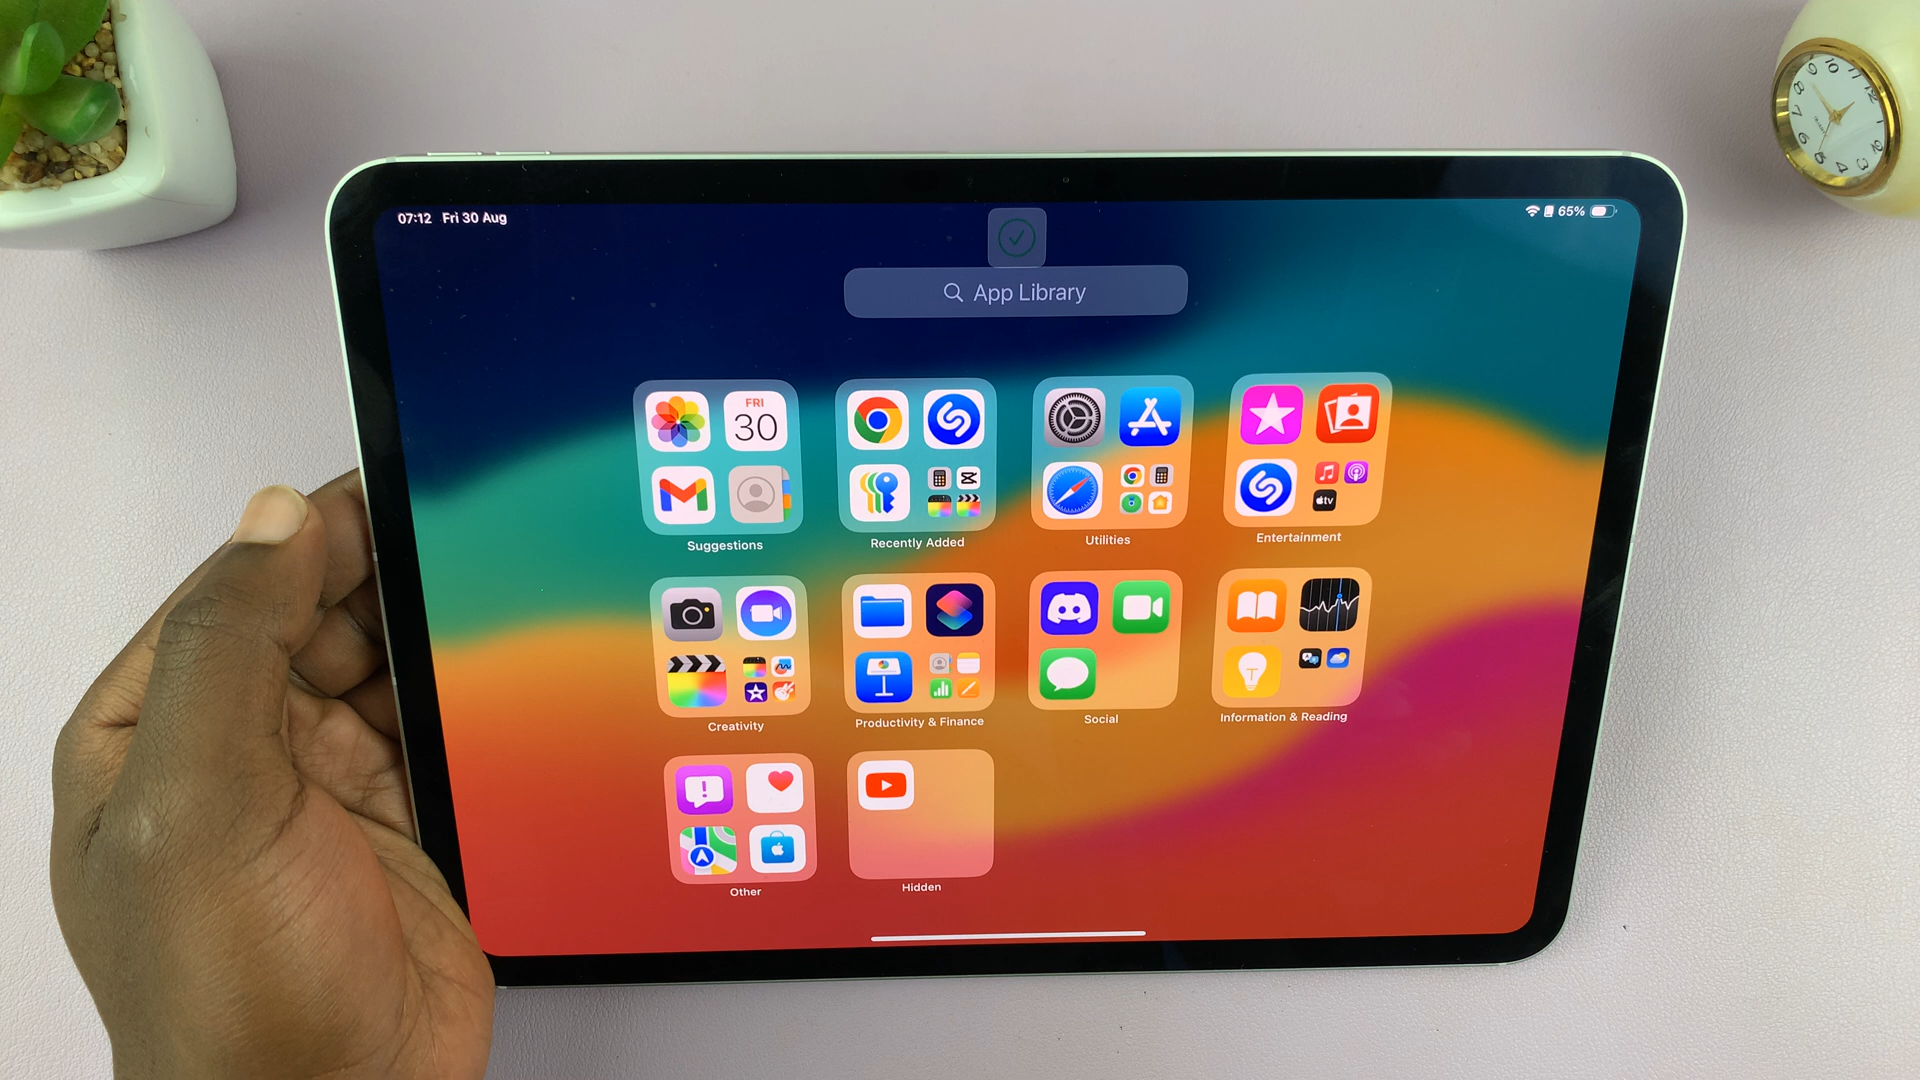 07:12 Fri 30 Aug
65%
App Library
FRI
30
tv
Suggestions
Recently Added
Utilities
Entertainment
T
Creativity
Productivity & Finance
Social
Information & Reading
Other
Hidden